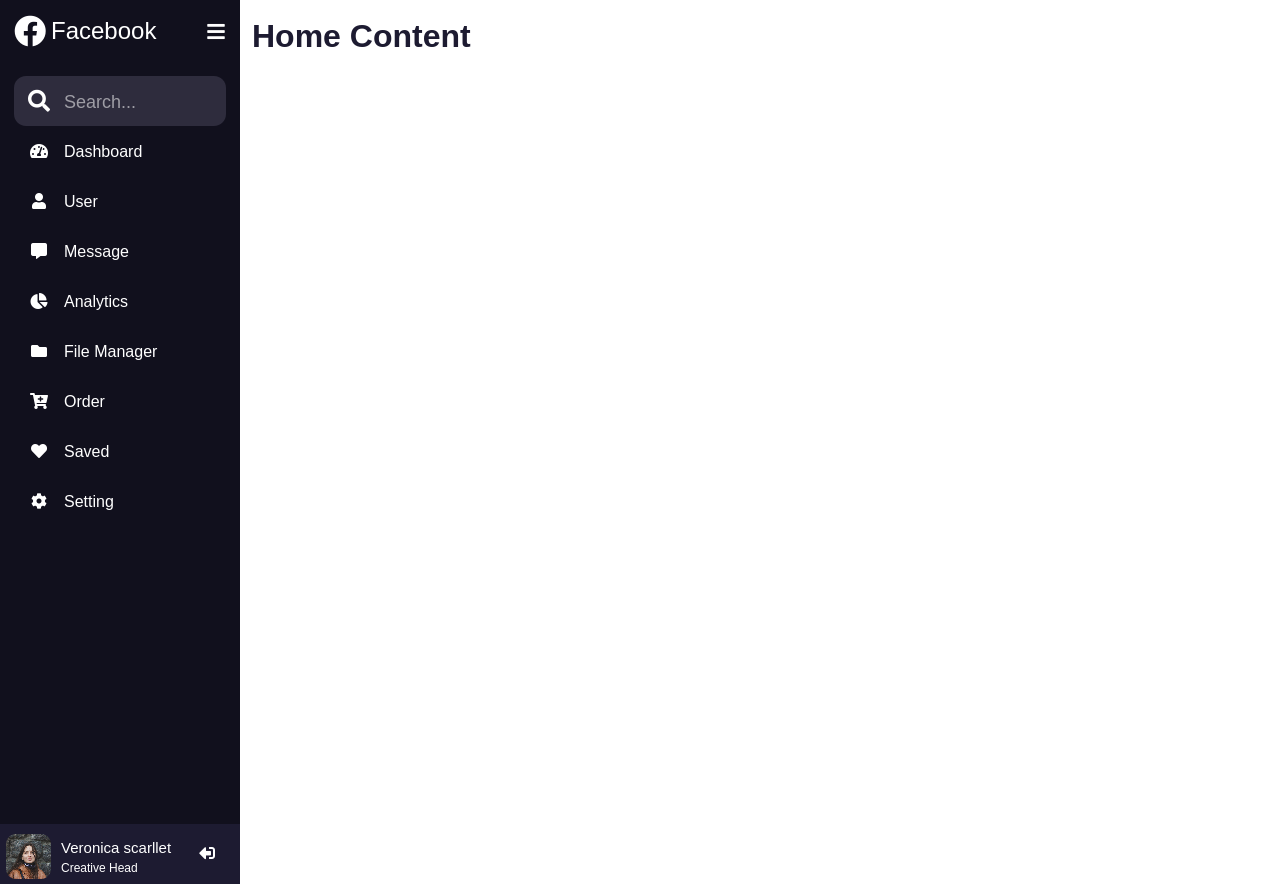 Facebook
Home Content
Search...
Dashboard
User
Message
Analytics
File Manager
Order
Saved
Setting
Veronica scarllet
Creative Head